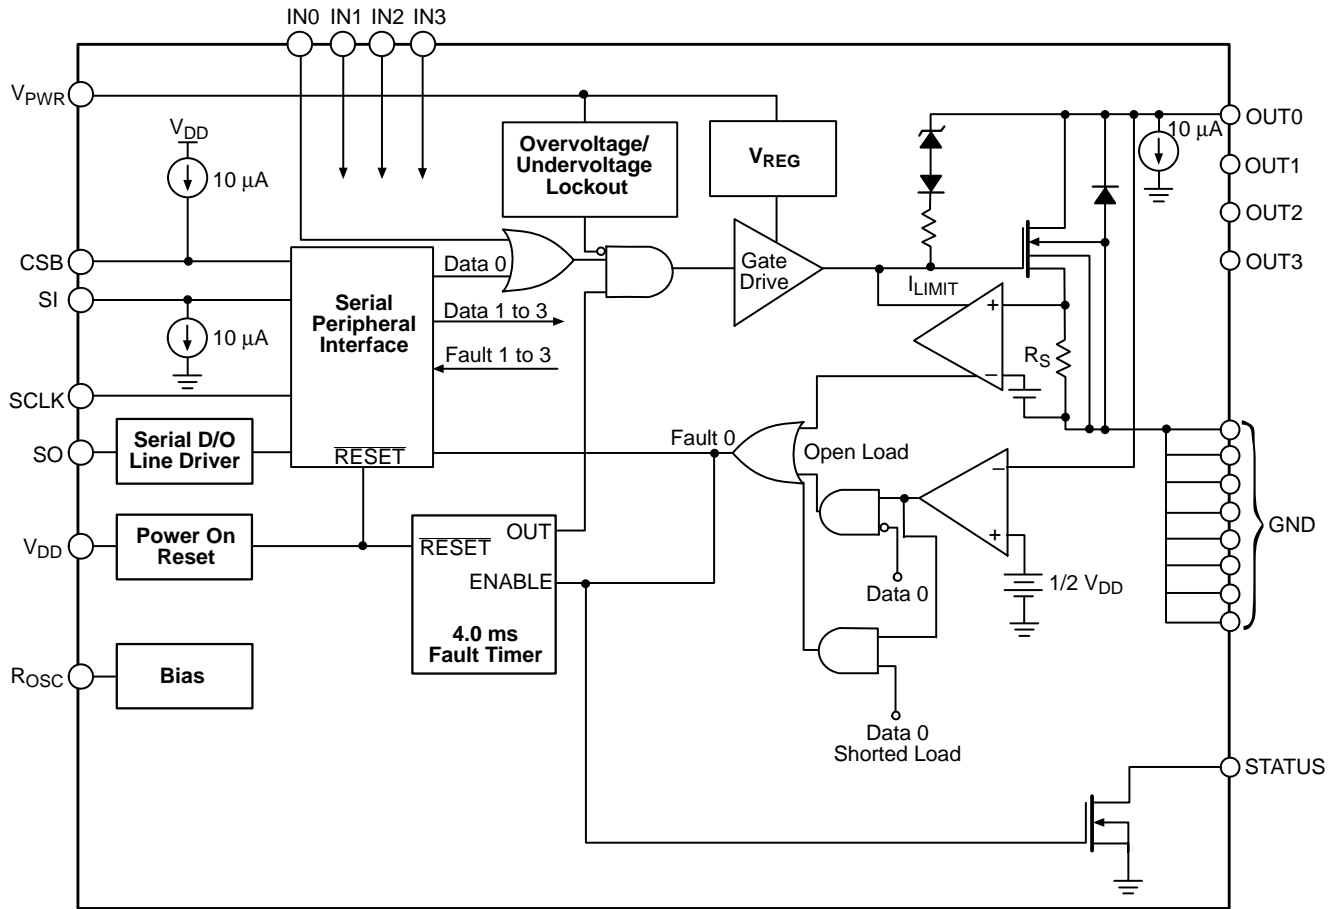 IN0 IN1 IN2 IN3
VPWR
VDD
10 μA
Overvoltage/
Undervoltage
Lockout
VREG
10 μA
OUT0
OUT1
OUT2
OUT3
CSB
SI
10 μA
SCLK
SO
Serial
Peripheral
Interface
RESET
Data 0
Data 1 to 3
Fault 1 to 3
Gate
Drive
ILIMIT
+
−
RS
Serial D/O
Line Driver
Fault 0
Open Load
−
+
1/2 VDD
GND
VDD
Power On
Reset
RESET
OUT
ENABLE
4.0 ms
Fault Timer
Data 0
ROSC
Bias
Data 0
Shorted Load
STATUS